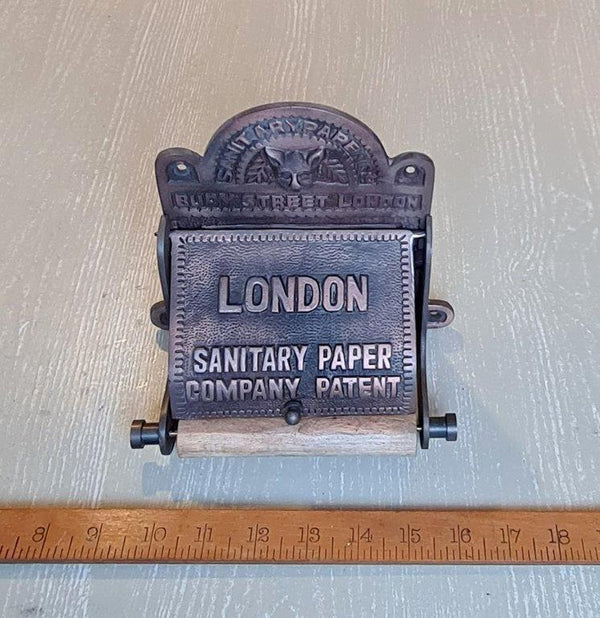 SANITARY PAPER
STREET LONDON
LONDON
SANITARY PAPER
COMPANY PATENT
8 9 10 11 12 13 14 15 16 17 18